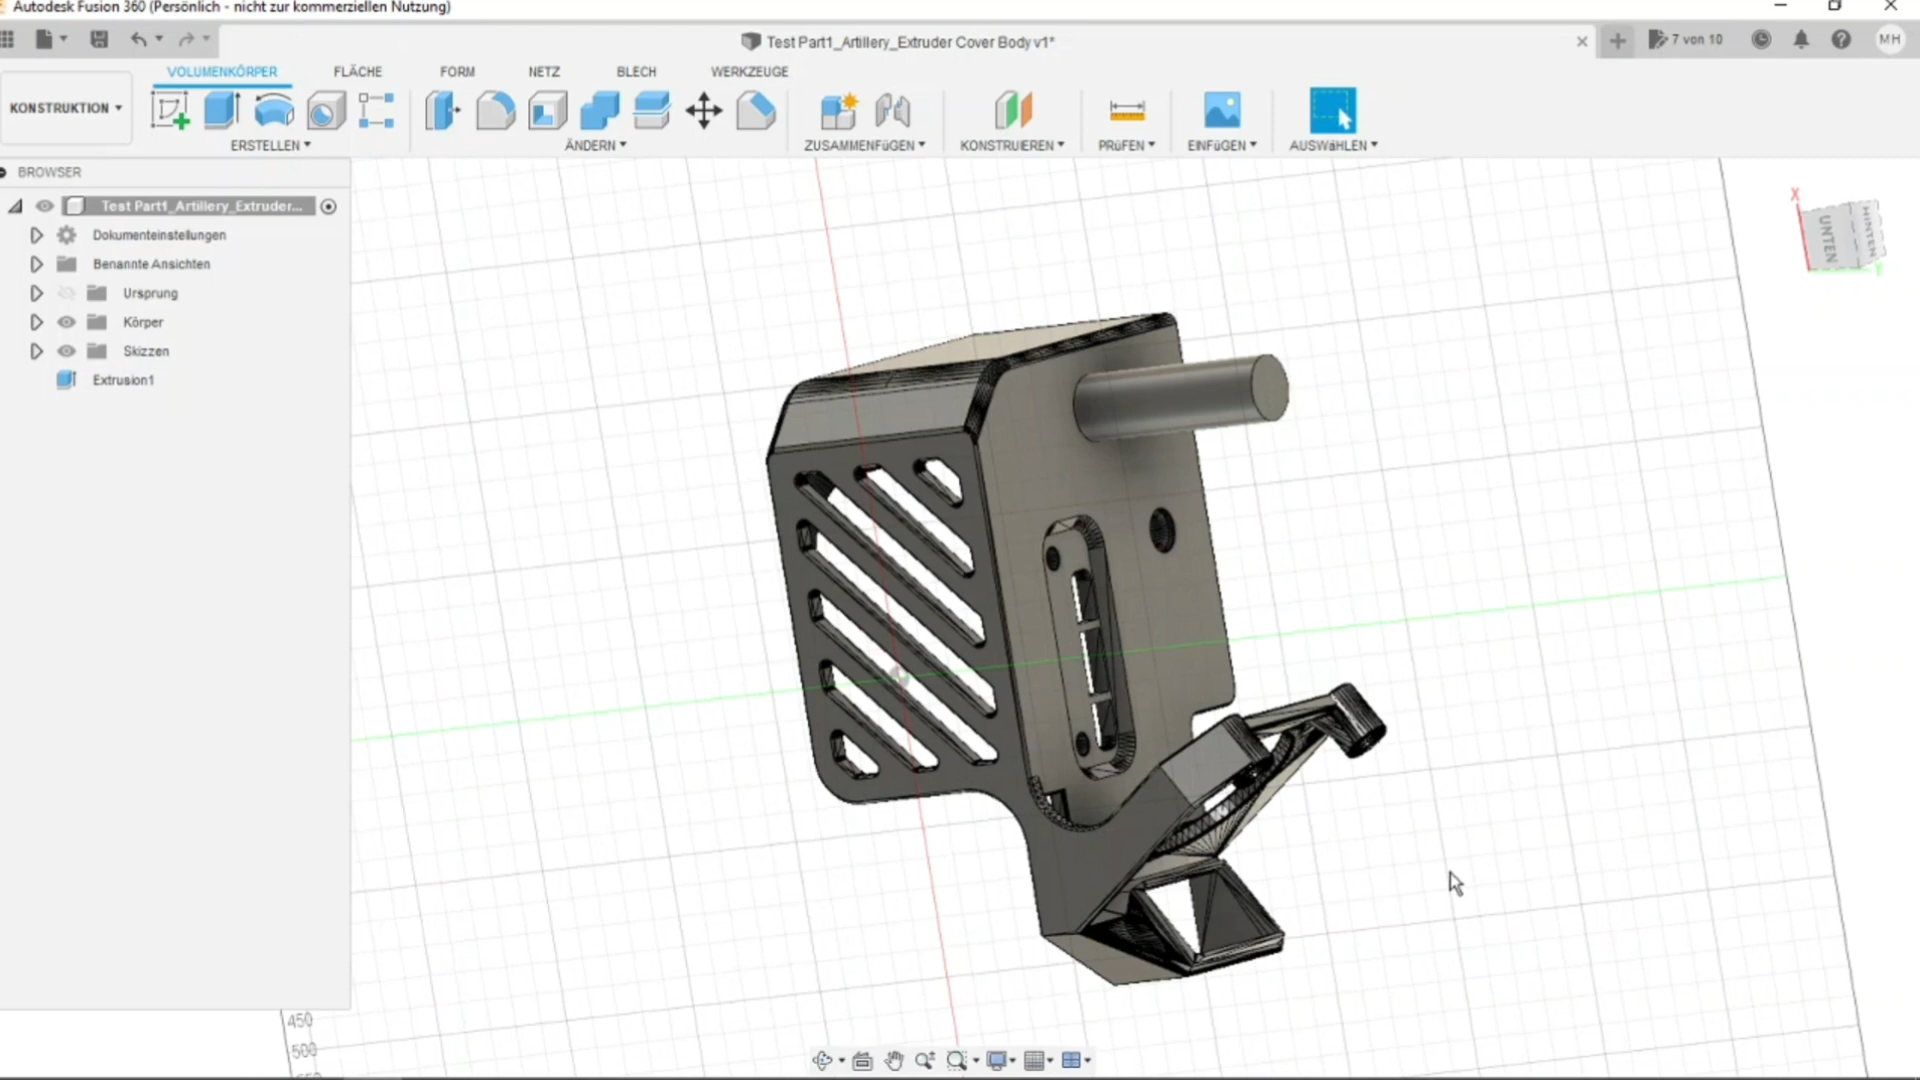 Autodesk Fusion 360 (Persönlich - nicht zur kommerziellen Nutzung)
Test Part1_Artillery_Extruder Cover Body v1*
7 von 10
MH
VOLUMENKÖRPER FLÄCHE FORM NETZ BLECH WERKZEUGE
KONSTRUKTION
ERSTELLEN ÄNDERN ZUSAMMENFÜGEN KONSTRUIEREN PRÜFEN EINFÜGEN AUSWÄHLEN
BROWSER
Test Part1_Artillery_Extruder...
Dokumenteinstellungen
Benannte Ansichten
Ursprung
Körper
Skizzen
Extrusion1
X
UNTEN
HINTEN
Y
450
500